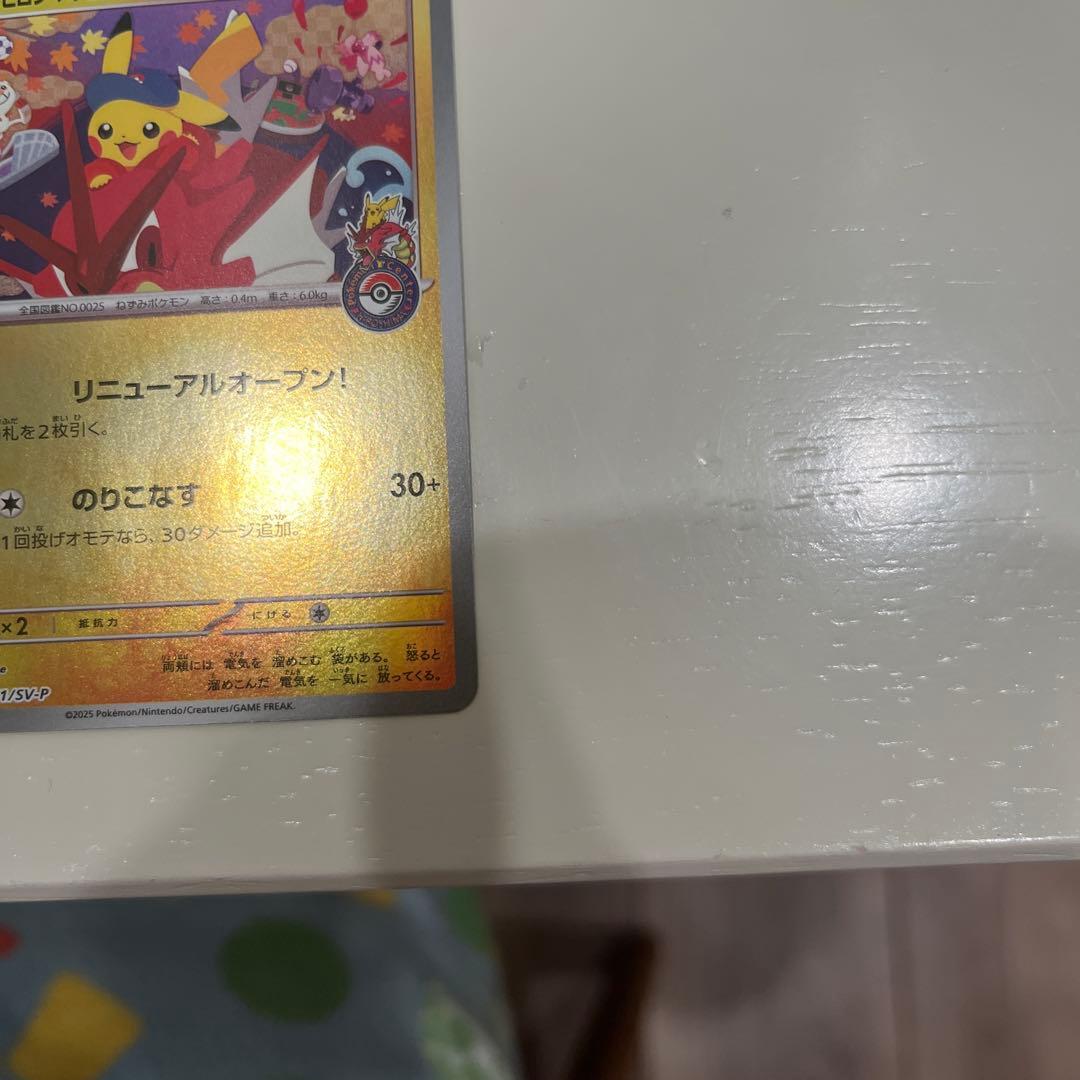 全国図鑑NO.0025 ねずみポケモン 高さ:0.4m 重さ:6.0kg
Pokémon Center
HIROSHIMA
リニューアルオープン!
札を2枚引く。
のりこなす 30+
1回投げオモテなら、30ダメージ追加。
×2 抵抗力 にげる
両頬には 電気を 溜めこむ 袋がある。 怒ると
溜めこんだ 電気を 一気に 放ってくる。
1/SV-P
©2025 Pokémon/Nintendo/Creatures/GAME FREAK.